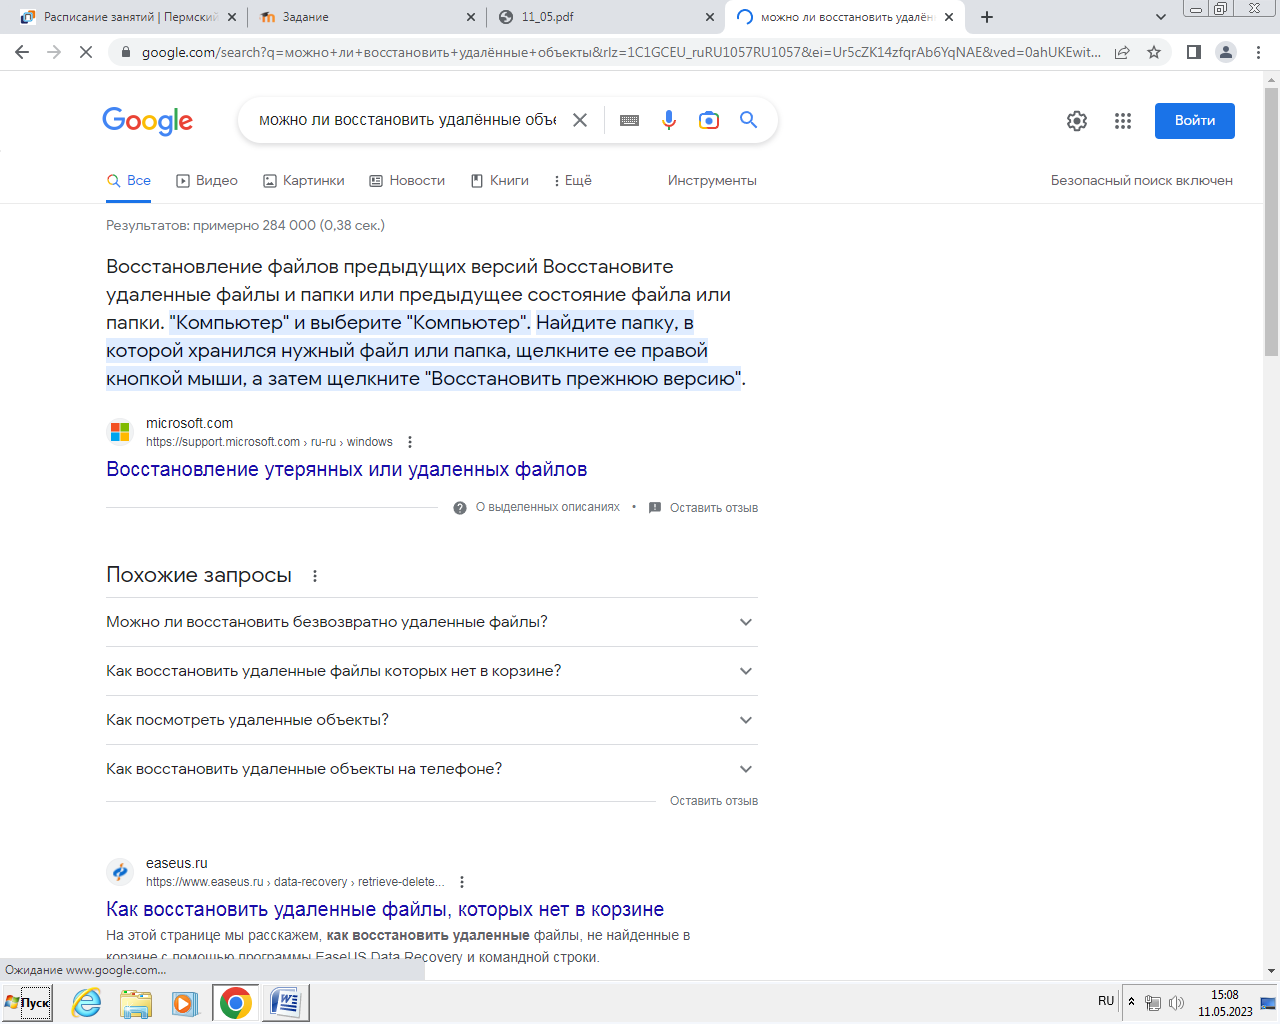 Расписание занятий | Пермский
Задание
11_05.pdf
можно ли восстановить удалён
google.com/search?q=можно+ли+восстановить+удалённые+объекты&rlz=1C1GCEU_ruRU1057RU1057&ei=Ur5cZK14zfqrAb6YqNAE&ved=0ahUKEwit...
Google
можно ли восстановить удалённые объе
Войти
Все
Видео
Картинки
Новости
Книги
Ещё
Инструменты
Безопасный поиск включен
Результатов: примерно 284 000 (0,38 сек.)
Восстановление файлов предыдущих версий Восстановите
удаленные файлы и папки или предыдущее состояние файла или
папки. "Компьютер" и выберите "Компьютер". Найдите папку, в
которой хранился нужный файл или папка, щелкните ее правой
кнопкой мыши, а затем щелкните "Восстановить прежнюю версию".
microsoft.com
https://support.microsoft.com › ru-ru › windows
Восстановление утерянных или удаленных файлов
О выделенных описаниях • Оставить отзыв
Похожие запросы
Можно ли восстановить безвозвратно удаленные файлы?
Как восстановить удаленные файлы которых нет в корзине?
Как посмотреть удаленные объекты?
Как восстановить удаленные объекты на телефоне?
Оставить отзыв
easeus.ru
https://www.easeus.ru › data-recovery › retrieve-delete...
Как восстановить удаленные файлы, которых нет в корзине
На этой странице мы расскажем, как восстановить удаленные файлы, не найденные в
корзине с помощью программы EaseUS Data Recovery и командной строки.
Ожидание www.google.com...
Пуск
RU
15:08
11.05.2023